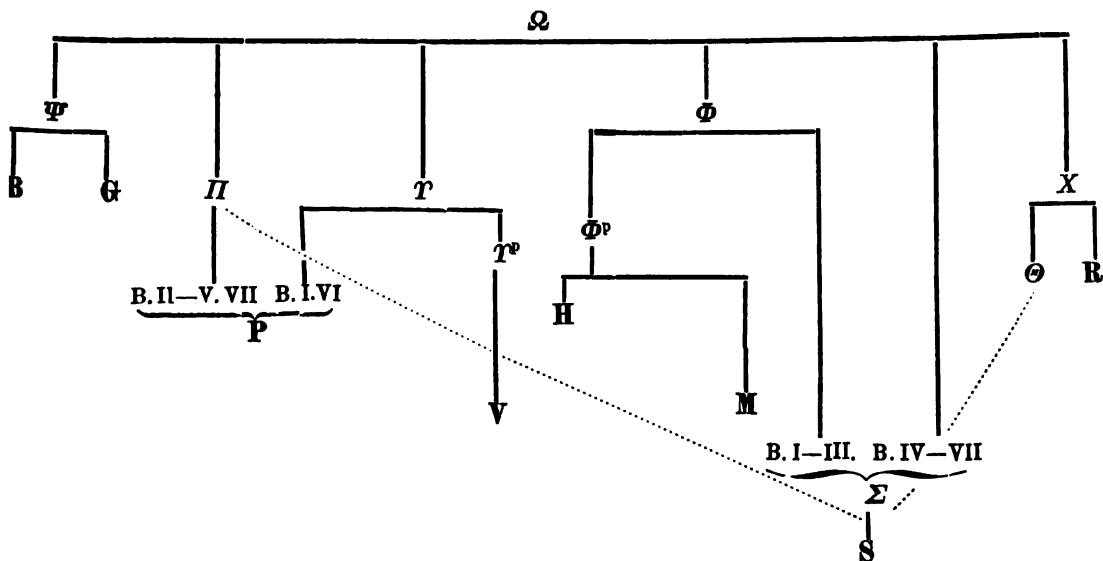 Ω
Ψ Φ
B G Π ϒ X
Φᵖ
ϒᵖ Θ R
B. II—V. VII B. I. VI
H
P
V M
B. I—III. B. IV—VII
Σ
S